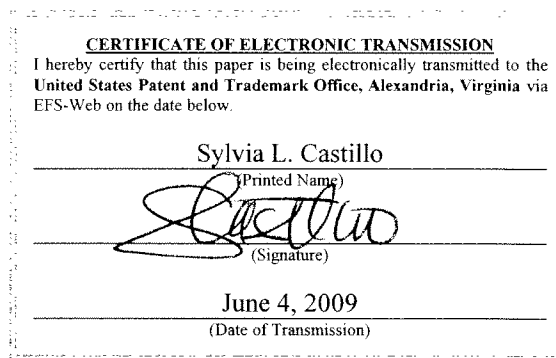 CERTIFICATE OF ELECTRONIC TRANSMISSION
I hereby certify that this paper is being electronically transmitted to the
United States Patent and Trademark Office, Alexandria, Virginia via
EFS-Web on the date below.
Sylvia L. Castillo
(Printed Name)
SCastillo
(Signature)
June 4, 2009
(Date of Transmission)